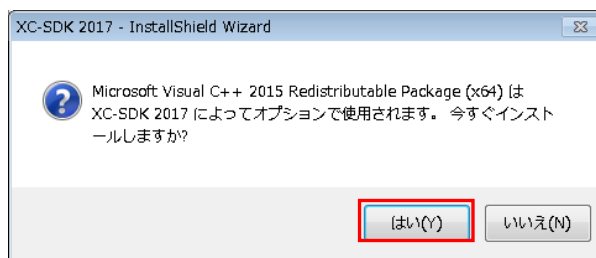 XC-SDK 2017 - InstallShield Wizard
Microsoft Visual C++ 2015 Redistributable Package (x64) は
XC-SDK 2017 によってオプションで使用されます。 今すぐインスト
ールしますか?
はい(Y)
いいえ(N)